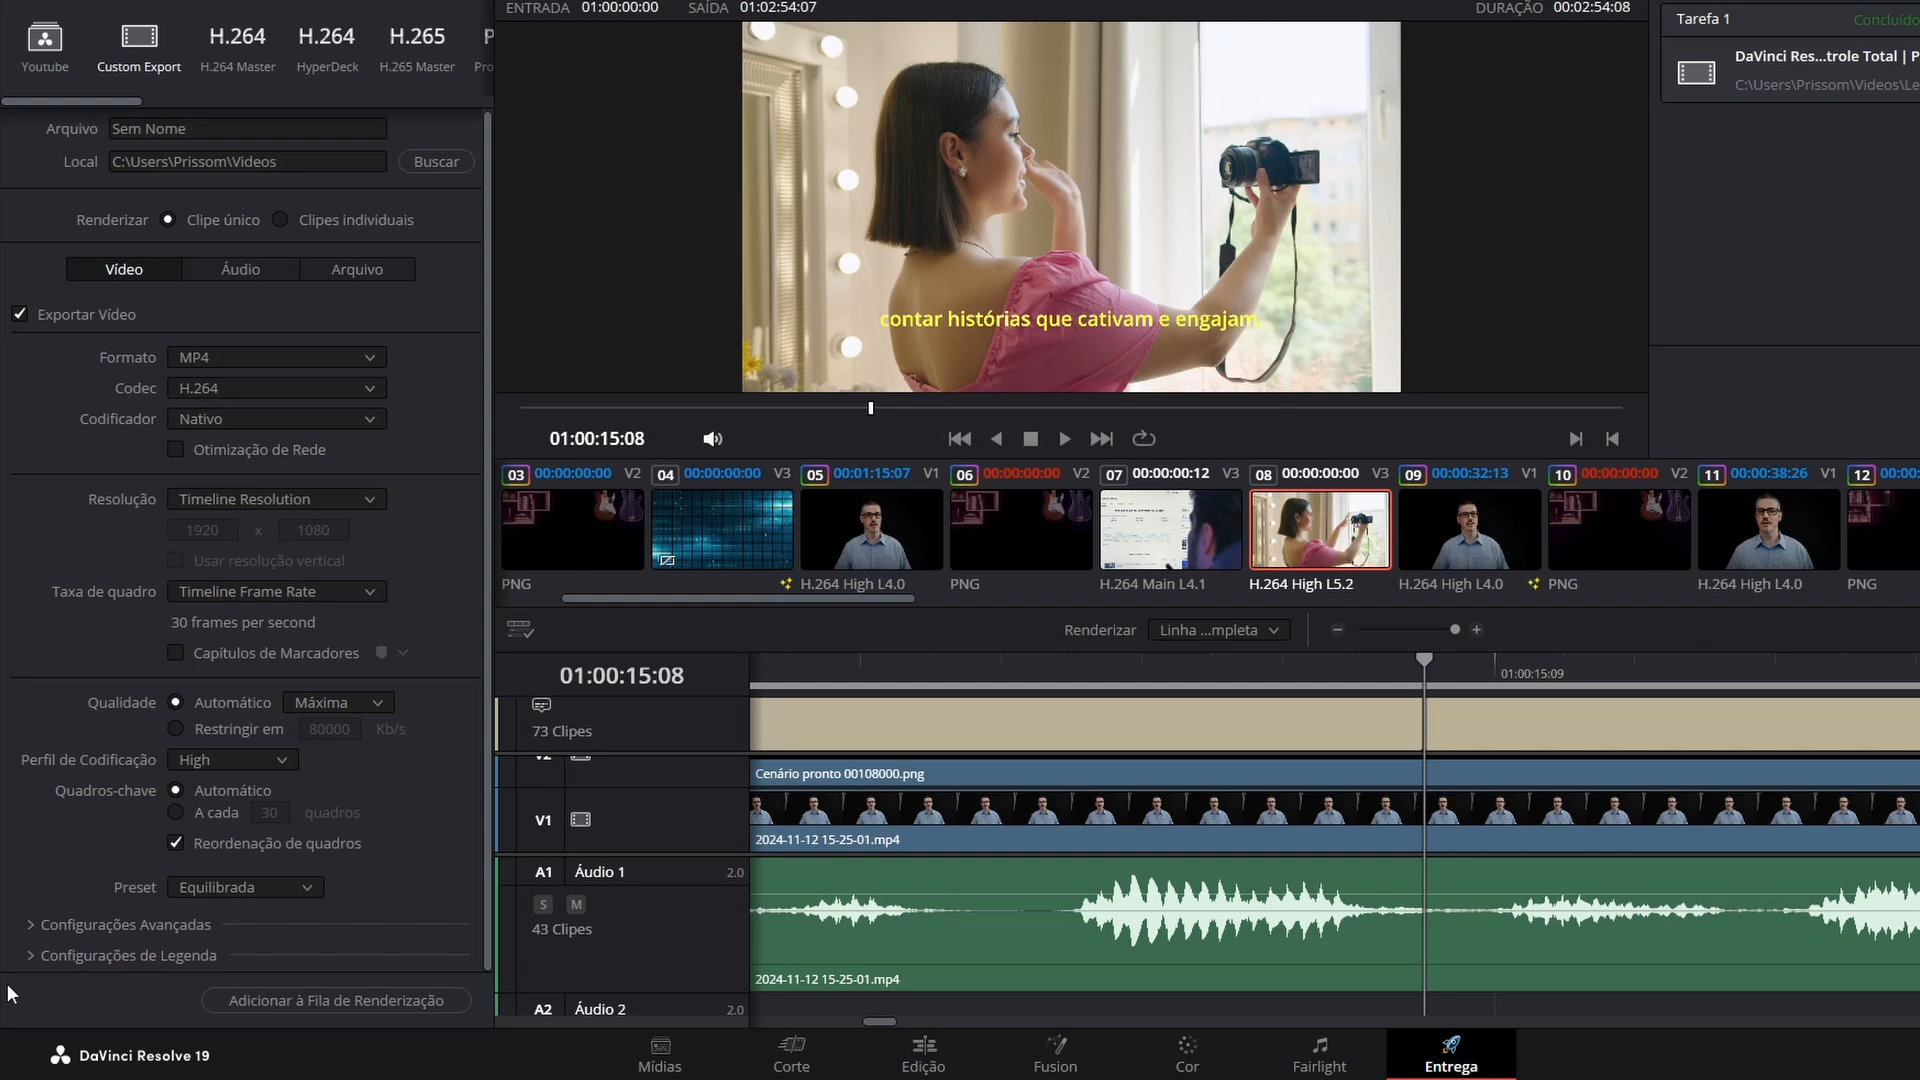 ENTRADA 01:00:00:00 SAÍDA 01:02:54:07 DURAÇÃO 00:02:54:08
Tarefa 1 Concluído
DaVinci Res...trole Total | P
C:\Users\Prissom\Videos\Le
H.264 H.264 H.265 P
Youtube Custom Export H.264 Master HyperDeck H.265 Master Pro
Arquivo Sem Nome
Local C:\Users\Prissom\Videos Buscar
Renderizar Clipe único Clipes individuais
Vídeo Áudio Arquivo
Exportar Vídeo
Formato MP4
Codec H.264
Codificador Nativo
Otimização de Rede
Resolução Timeline Resolution
1920 x 1080
Usar resolução vertical
Taxa de quadro Timeline Frame Rate
30 frames per second
Capítulos de Marcadores
Qualidade Automático Máxima
Restringir em 80000 Kb/s
Perfil de Codificação High
Quadros-chave Automático
A cada 30 quadros
Reordenação de quadros
Preset Equilibrada
Configurações Avançadas
Configurações de Legenda
Adicionar à Fila de Renderização
contar histórias que cativam e engajam.
01:00:15:08
03 00:00:00:00 V2 04 00:00:00:00 V3 05 00:01:15:07 V1 06 00:00:00:00 V2 07 00:00:00:12 V3 08 00:00:00:00 V3 09 00:00:32:13 V1 10 00:00:00:00 V2 11 00:00:38:26 V1 12 00:00:
PNG H.264 High L4.0 PNG H.264 Main L4.1 H.264 High L5.2 H.264 High L4.0 PNG H.264 High L4.0 PNG
Renderizar Linha ...mpleta
01:00:15:08 01:00:15:09
73 Clipes
V2 Cenário pronto 00108000.png
V1
2024-11-12 15-25-01.mp4
A1 Áudio 1 2.0
S M
43 Clipes
2024-11-12 15-25-01.mp4
A2 Áudio 2 2.0
DaVinci Resolve 19
Mídias Corte Edição Fusion Cor Fairlight Entrega